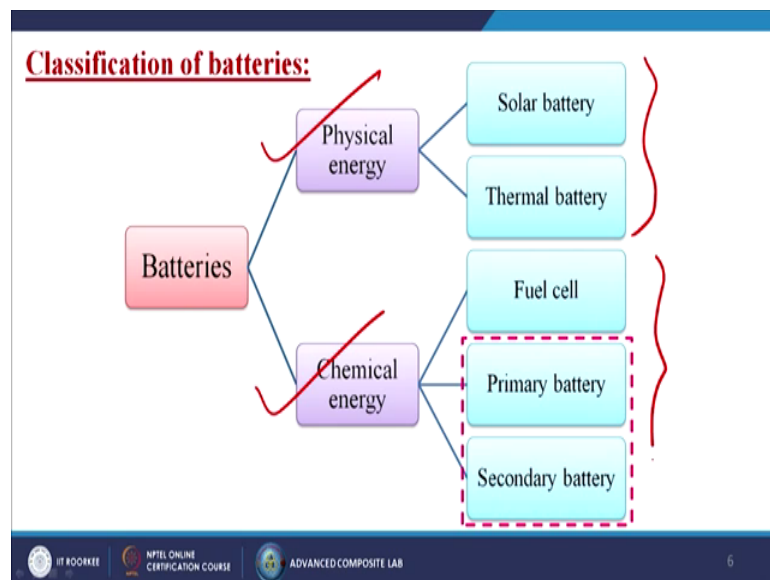 Classification of batteries:
Solar battery
Physical
energy
Thermal battery
Batteries
Fuel cell
Chemical
energy
Primary battery
Secondary battery
IIT ROORKEE
NPTEL ONLINE
CERTIFICATION COURSE
ADVANCED COMPOSITE LAB
6